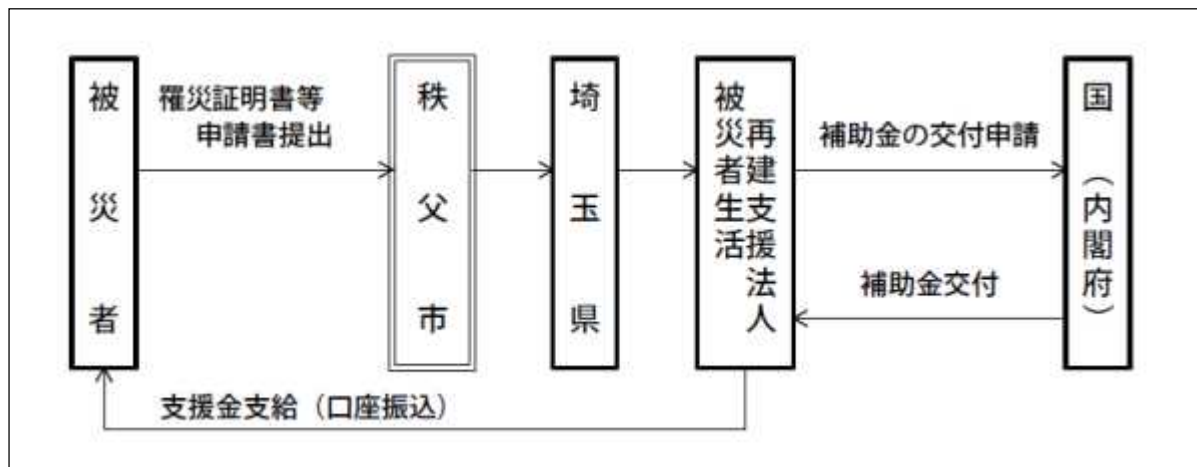 被災者
罹災証明書等
申請書提出
秩父市
埼玉県
被災者生活
再建支援法人
補助金の交付申請
補助金交付
国（内閣府）
支援金支給（口座振込）